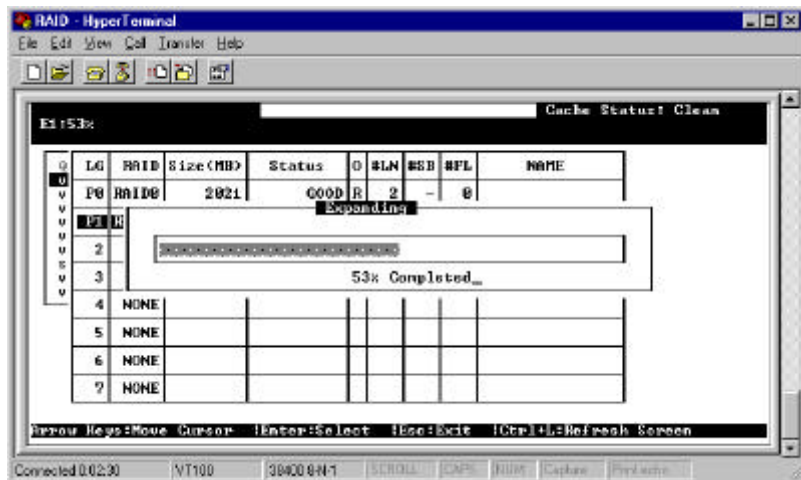 RAID - HyperTerminal
File Edit View Call Transfer Help
Cache Status: Clean
E1:53%
Q LG RAID Size(MB) Status O #LN #SB #FL NAME
v P0 RAID0 2021 GOOD R 2 - 0
Expanding
v P1 R
v 2
s
v 3
53% Completed_
4 NONE
5 NONE
6 NONE
7 NONE
Arrow Keys:Move Cursor |Enter:Select |Esc:Exit |Ctrl+L:Refresh Screen
Connected 0:02:30 VT100 38400 8-N-1 SCROLL CAPS NUM Capture Print echo